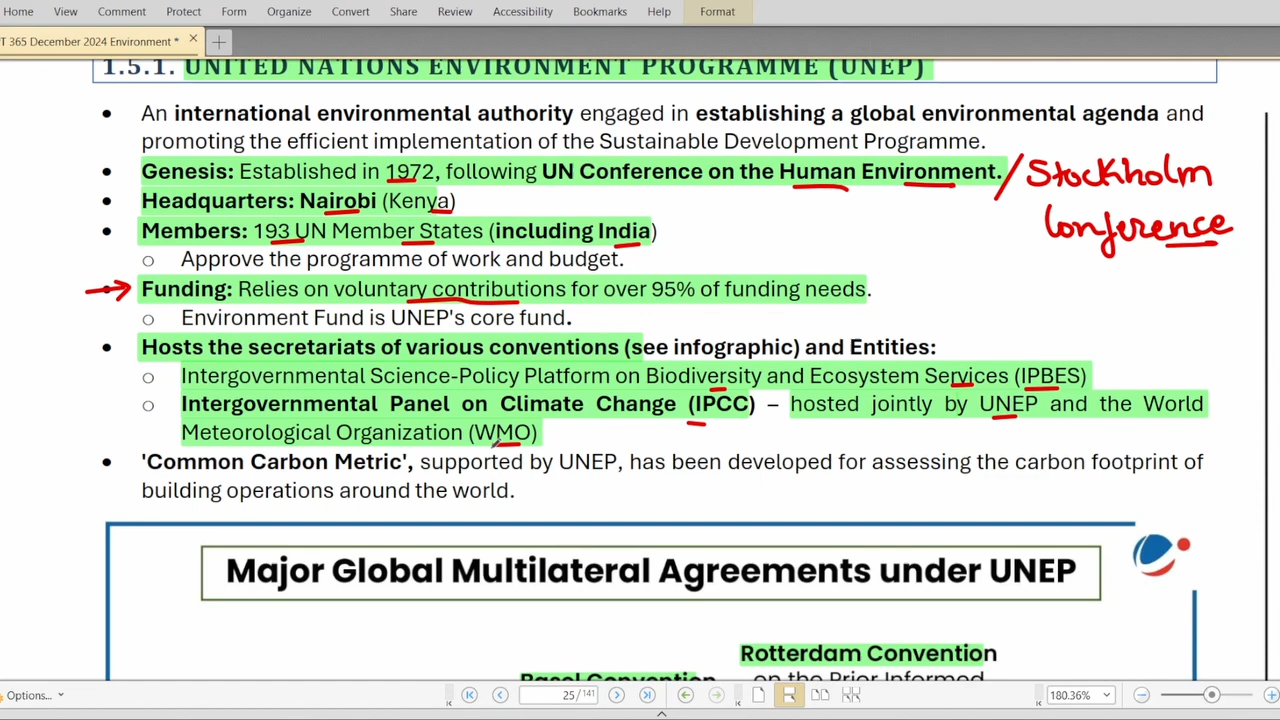 Home View Comment Protect Form Organize Convert Share Review Accessibility Bookmarks Help Format
T 365 December 2024 Environment *
1.5.1. UNITED NATIONS ENVIRONMENT PROGRAMME (UNEP)
• An international environmental authority engaged in establishing a global environmental agenda and
promoting the efficient implementation of the Sustainable Development Programme.
• Genesis: Established in 1972, following UN Conference on the Human Environment. / Stockholm
Conference
• Headquarters: Nairobi (Kenya)
• Members: 193 UN Member States (including India)
o Approve the programme of work and budget.
• Funding: Relies on voluntary contributions for over 95% of funding needs.
o Environment Fund is UNEP's core fund.
• Hosts the secretariats of various conventions (see infographic) and Entities:
o Intergovernmental Science-Policy Platform on Biodiversity and Ecosystem Services (IPBES)
o Intergovernmental Panel on Climate Change (IPCC) – hosted jointly by UNEP and the World
Meteorological Organization (WMO)
• 'Common Carbon Metric', supported by UNEP, has been developed for assessing the carbon footprint of
building operations around the world.
Major Global Multilateral Agreements under UNEP
Rotterdam Convention
on the Prior Informed
Basel Convention
Options... 25 / 141 180.36%